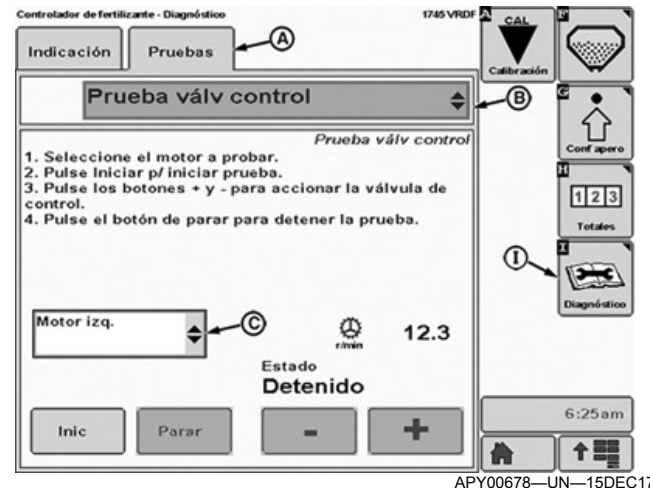 Controlador de fertilizante - Diagnóstico
1745 VRDF
Indicación
Pruebas
A
Prueba válv control
B
Prueba válv control
1. Seleccione el motor a probar.
2. Pulse Iniciar p/ iniciar prueba.
3. Pulse los botones + y - para accionar la válvula de
control.
4. Pulse el botón de parar para detener la prueba.
Motor izq.
C
r/min
12.3
Estado
Detenido
Inic
Parar
-
+
A
CAL
Calibración
F
G
Conf apero
H
1 2 3
Totales
I
I
Diagnóstico
6:25am
APY00678—UN—15DEC17